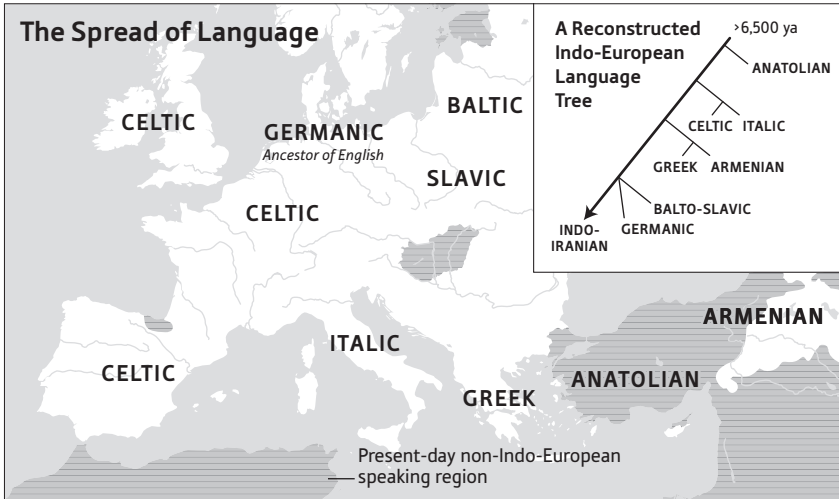 The Spread of Language
CELTIC
GERMANIC
Ancestor of English
BALTIC
SLAVIC
CELTIC
CELTIC
ITALIC
GREEK
ANATOLIAN
ARMENIAN
Present-day non-Indo-European
speaking region
A Reconstructed
Indo-European
Language
Tree
>6,500 ya
ANATOLIAN
CELTIC ITALIC
GREEK ARMENIAN
BALTO-SLAVIC
GERMANIC
INDO-
IRANIAN